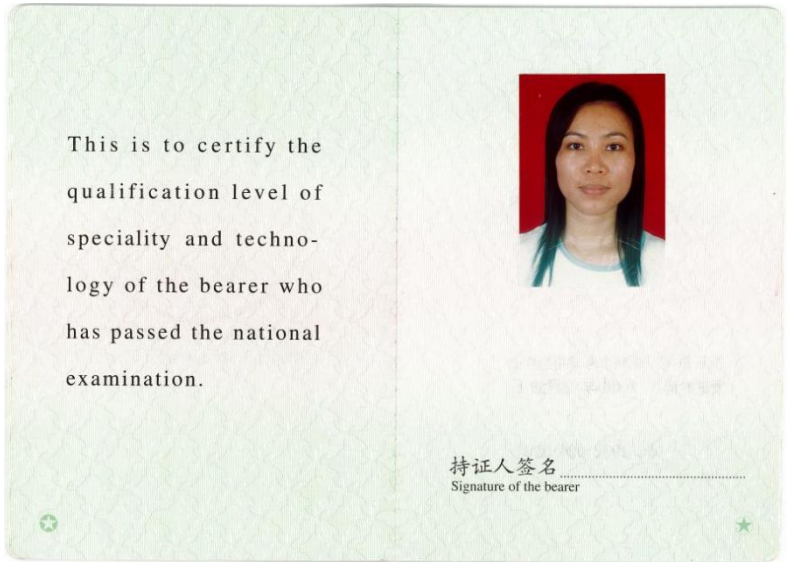 This is to certify the
qualification level of
speciality and techno-
logy of the bearer who
has passed the national
examination.
持证人签名
Signature of the bearer